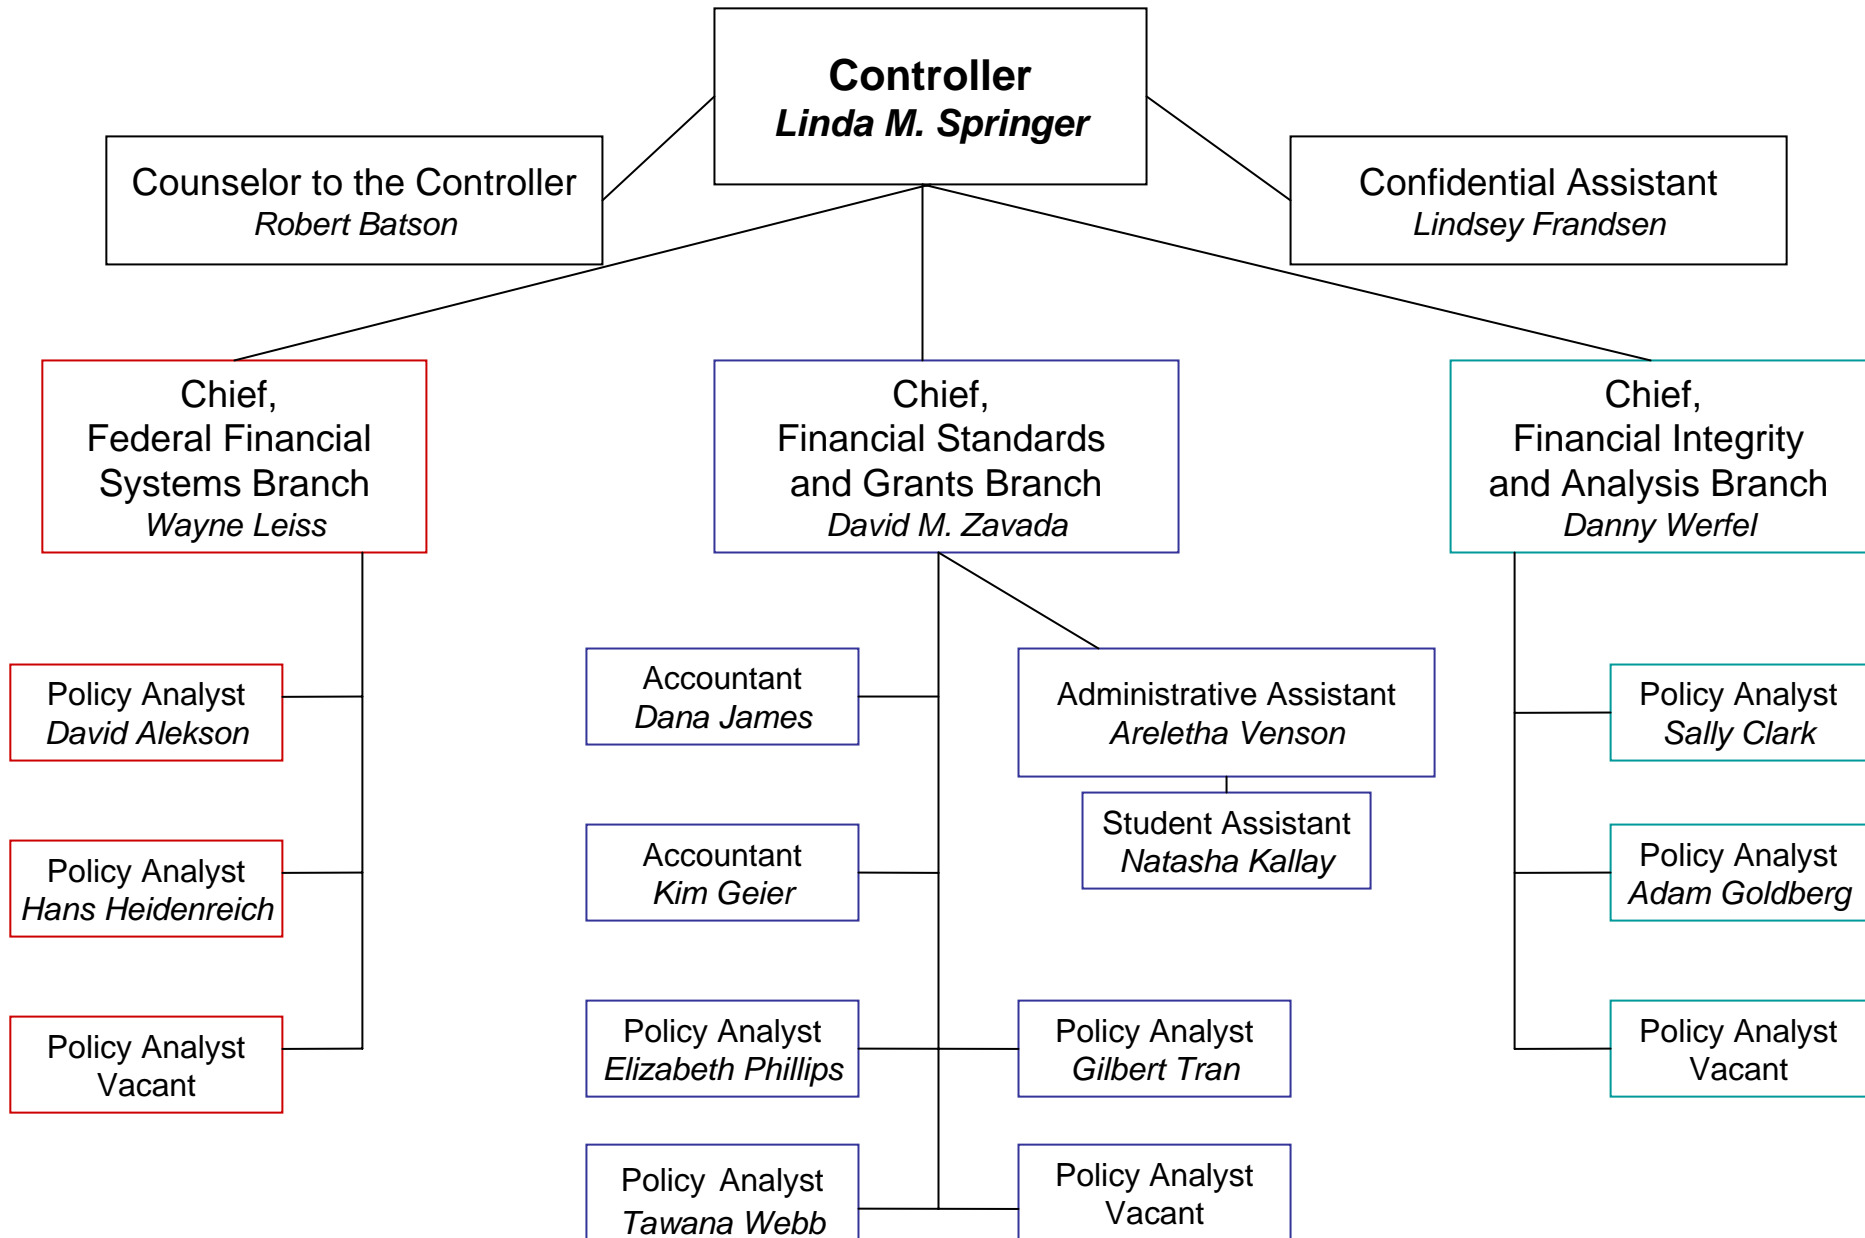 Controller
Linda M. Springer
Counselor to the Controller
Robert Batson
Confidential Assistant
Lindsey Frandsen
Chief,
Federal Financial
Systems Branch
Wayne Leiss
Chief,
Financial Standards
and Grants Branch
David M. Zavada
Chief,
Financial Integrity
and Analysis Branch
Danny Werfel
Policy Analyst
David Alekson
Policy Analyst
Hans Heidenreich
Policy Analyst
Vacant
Accountant
Dana James
Administrative Assistant
Areletha Venson
Student Assistant
Natasha Kallay
Accountant
Kim Geier
Policy Analyst
Elizabeth Phillips
Policy Analyst
Gilbert Tran
Policy Analyst
Tawana Webb
Policy Analyst
Vacant
Policy Analyst
Sally Clark
Policy Analyst
Adam Goldberg
Policy Analyst
Vacant